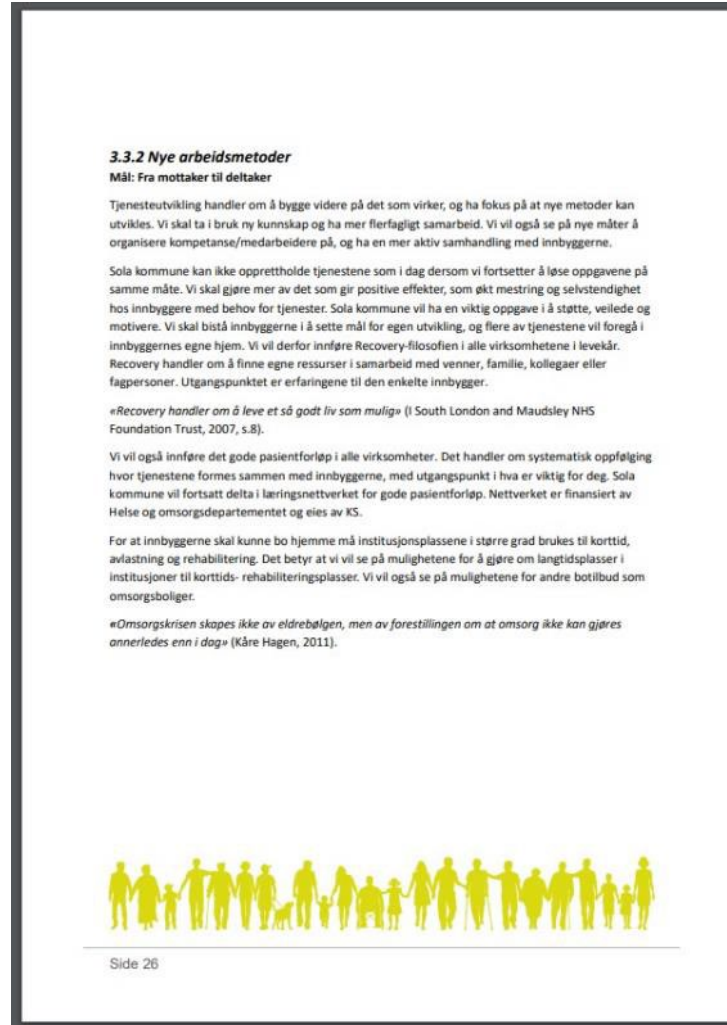 3.3.2 Nye arbeidsmetoder
Mål: Fra mottaker til deltaker
Tjenesteutvikling handler om å bygge videre på det som virker, og ha fokus på at nye metoder kan
utvikles. Vi skal ta i bruk ny kunnskap og ha mer flerfagligt samarbeid. Vi vil også se på nye måter å
organisere kompetanse/medarbeidere på, og ha en mer aktiv samhandling med innbyggerne.
Sola kommune kan ikke opprettholde tjenestene som i dag dersom vi fortsetter å løse oppgavene på
samme måte. Vi skal gjøre mer av det som gir positive effekter, som økt mestring og selvstendighet
hos innbyggere med behov for tjenester. Sola kommune vil ha en viktig oppgave i å støtte, veilede og
motivere. Vi skal bistå innbyggerne i å sette mål for egen utvikling, og flere av tjenestene vil foregå i
innbyggernes egne hjem. Vi vil derfor innføre Recovery-filosofien i alle virksomhetene i levekår.
Recovery handler om å finne egne ressurser i samarbeid med venner, familie, kollegaer eller
fagpersoner. Utgangspunktet er erfaringene til den enkelte innbygger.
«Recovery handler om å leve et så godt liv som mulig» (I South London and Maudsley NHS
Foundation Trust, 2007, s.8).
Vi vil også innføre det gode pasientforløp i alle virksomheter. Det handler om systematisk oppfølging
hvor tjenestene formes sammen med innbyggerne, med utgangspunkt i hva er viktig for deg. Sola
kommune vil fortsatt delta i læringsnettverket for gode pasientforløp. Nettverket er finansiert av
Helse og omsorgsdepartementet og eies av KS.
For at innbyggerne skal kunne bo hjemme må institusjonsplassene i større grad brukes til korttid,
avlastning og rehabilitering. Det betyr at vi vil se på mulighetene for å gjøre om langtidsplasser i
institusjoner til korttids- rehabiliteringsplasser. Vi vil også se på mulighetene for andre botilbud som
omsorgsboliger.
«Omsorgskrisen skapes ikke av eldrebølgen, men av forestillingen om at omsorg ikke kan gjøres
annerledes enn i dag» (Kåre Hagen, 2011).
Side 26